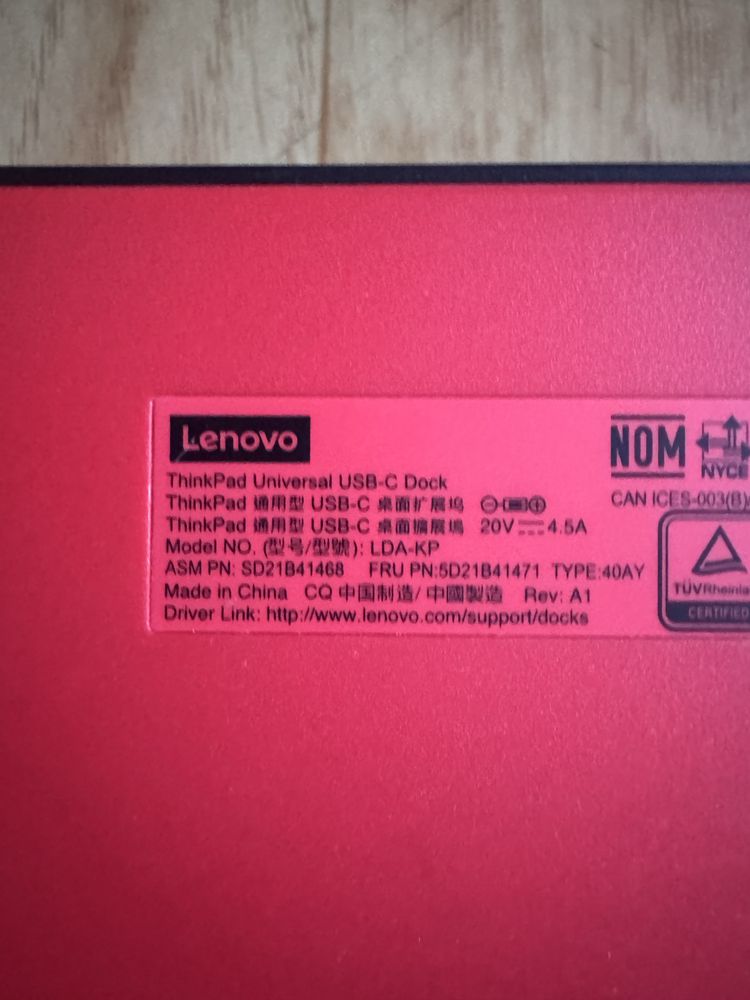 Lenovo
ThinkPad Universal USB-C Dock
ThinkPad 通用型 USB-C 桌面扩展坞
ThinkPad 通用型 USB-C 桌面擴展塢 20V⎓4.5A
Model NO. (型号/型號): LDA-KP
ASM PN: SD21B41468 FRU PN:5D21B41471 TYPE:40AY
Made in China CQ 中国制造/ 中國製造 Rev: A1
Driver Link: http://www.lenovo.com/support/docks
NOM
NYCE
CAN ICES-003(B)/
TÜVRheinla
CERTIFIED